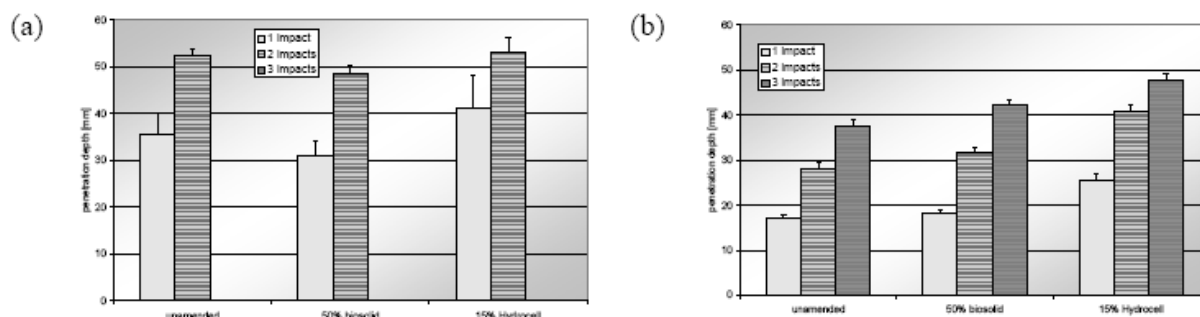 (a)
60
50
40
30
20
10
0
penetration depth [mm]
1 Impact
2 Impacts
3 Impacts
unamended
50% biosolid
15% Hydrocell
(b)
60
50
40
30
20
10
0
penetration depth [mm]
1 Impact
2 Impacts
3 Impacts
unamended
50% biosolid
15% Hydrocell